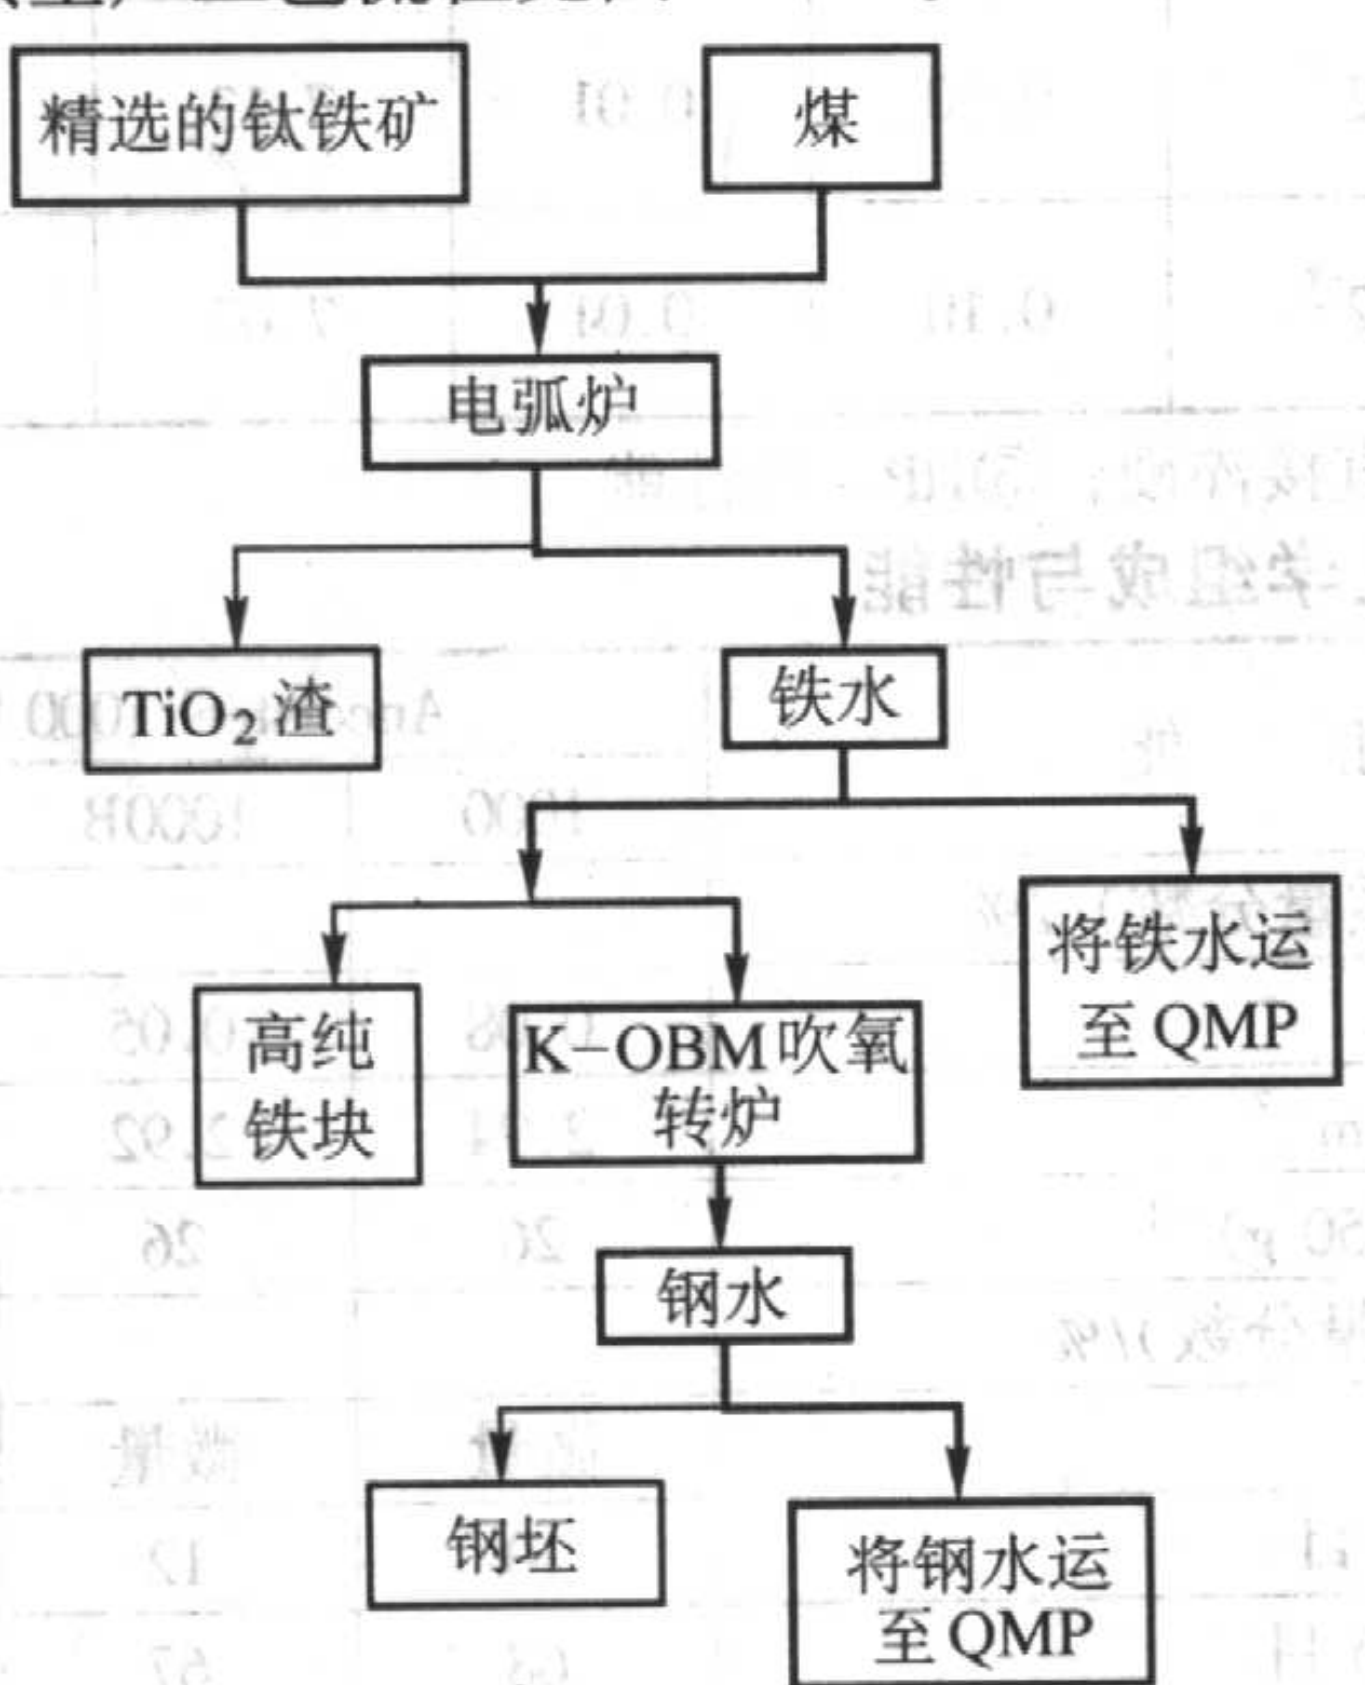 精选的钛铁矿
煤
电弧炉
TiO₂渣
铁水
高纯
铁块
K-OBM吹氧
转炉
将铁水运
至QMP
钢水
钢坯
将钢水运
至QMP